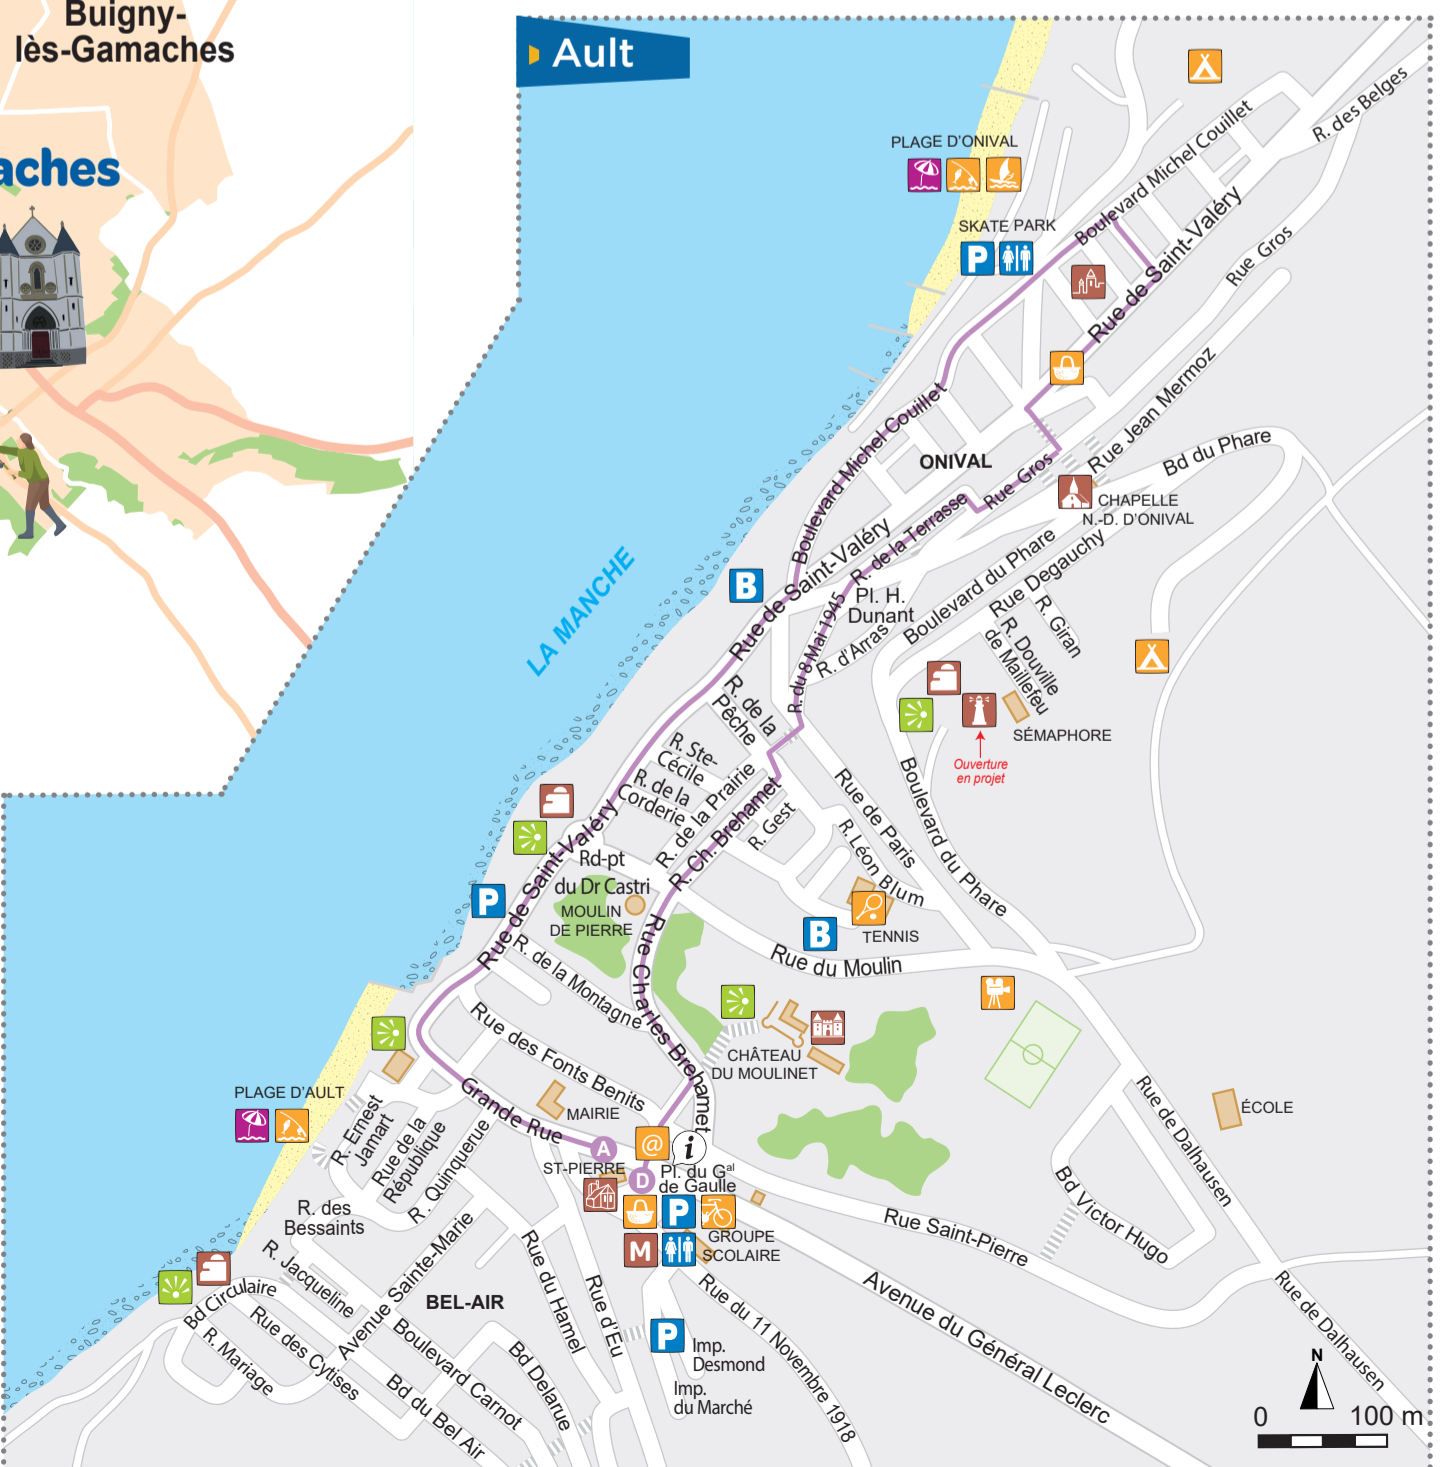 Buigny-
lès-Gamaches
aches
Ault
PLAGE D'ONIVAL
SKATE PARK
P
R. des Belges
Boulevard Michel Couillet
Rue de Saint-Valéry
Rue Gros
Rue Jean Mermoz
Bd du Phare
Boulevard Michel Couillet
ONIVAL
Rue Gros
CHAPELLE
N.-D. D'ONIVAL
R. de la Terrasse
Rue de Saint-Valéry
LA MANCHE
B
Pl. H.
Dunant
R. du 8 Mai 1945
R. d'Arras
Boulevard du Phare
Rue Degauchy
R. Giran
R. Douville
de Maillefeu
SÉMAPHORE
Ouverture
en projet
R. de la
Pêche
R. Ste-
Cécile
R. de la
Corderie
R. de la Prairie
R. Ch. Brehamet
R. Gest
Rue de Paris
R. Léon Blum
Boulevard du Phare
Rue de Saint-Valéry
Rd-pt
du Dr Castri
MOULIN
DE PIERRE
P
B
TENNIS
Rue du Moulin
R. de la Montagne
Rue Charles Brehamet
Rue des Fonts Benits
CHÂTEAU
DU MOULINET
PLAGE D'AULT
Grande Rue
MAIRIE
R. Ernest
Jamart
Rue de la
République
R. Quinquerue
A
@
i
ST-PIERRE
D
Pl. du Gal
de Gaulle
P
M
GROUPE
SCOLAIRE
ÉCOLE
Rue de Dalhausen
Bd Victor Hugo
Rue Saint-Pierre
R. des
Bessaints
R. Jacqueline
Bd Circulaire
R. Mariage
Rue des Cytises
Avenue Sainte-Marie
BEL-AIR
Boulevard Carnot
Bd du Bel Air
Bd Delarue
Rue du Hamel
Rue d'Eu
P
Imp.
Desmond
Imp.
du Marché
Rue du 11 Novembre 1918
Avenue du Général Leclerc
Rue de Dalhausen
N
0 100 m